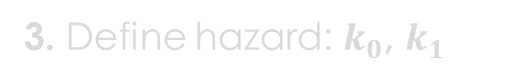 3. Define hazard: k₀, k₁